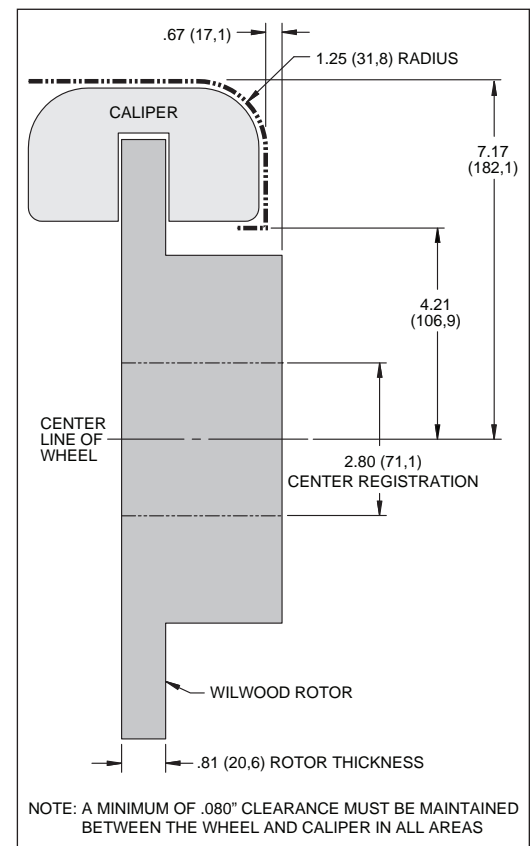 .67 (17,1)
1.25 (31,8) RADIUS
CALIPER
7.17
(182,1)
4.21
(106,9)
CENTER
LINE OF
WHEEL
2.80 (71,1)
CENTER REGISTRATION
WILWOOD ROTOR
.81 (20,6) ROTOR THICKNESS
NOTE: A MINIMUM OF .080" CLEARANCE MUST BE MAINTAINED
BETWEEN THE WHEEL AND CALIPER IN ALL AREAS